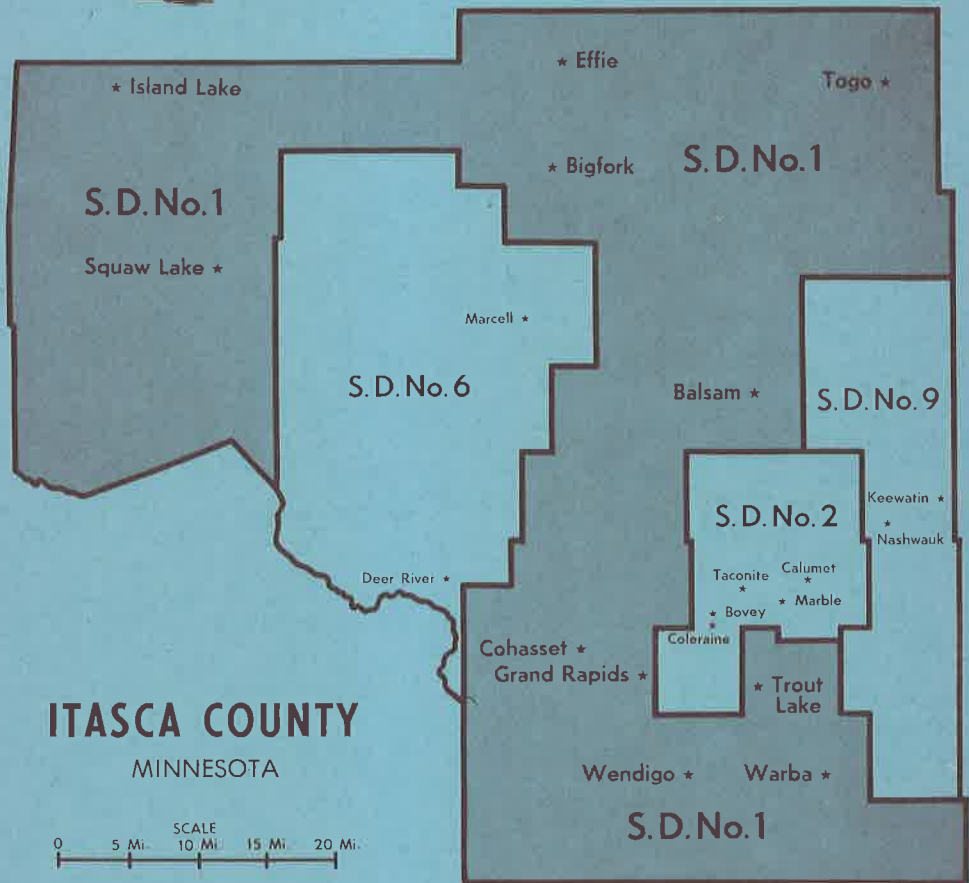 ★ Effie
Togo ★
★ Island Lake
★ Bigfork
S.D.No.1
S.D.No.1
Squaw Lake ★
Marcell ★
S.D.No.6
Balsam ★
S.D.No.9
Keewatin ★
S.D.No.2
★
Nashwauk
Deer River ★
Taconite
★
Calumet
★
★ Marble
★ Bovey
★
Coleraine
Cohasset ★
Grand Rapids ★
★ Trout
Lake
ITASCA COUNTY
MINNESOTA
Wendigo ★
Warba ★
S.D.No.1
SCALE
0 5 Mi. 10 Mi. 15 Mi. 20 Mi.